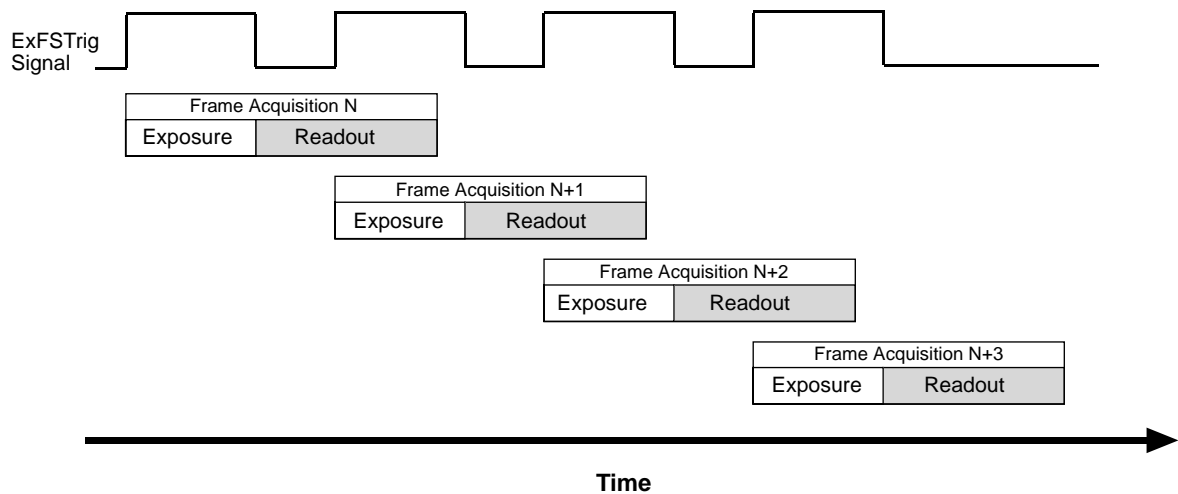 ExFSTrig
Signal
Frame Acquisition N
Exposure Readout
Frame Acquisition N+1
Exposure Readout
Frame Acquisition N+2
Exposure Readout
Frame Acquisition N+3
Exposure Readout
Time